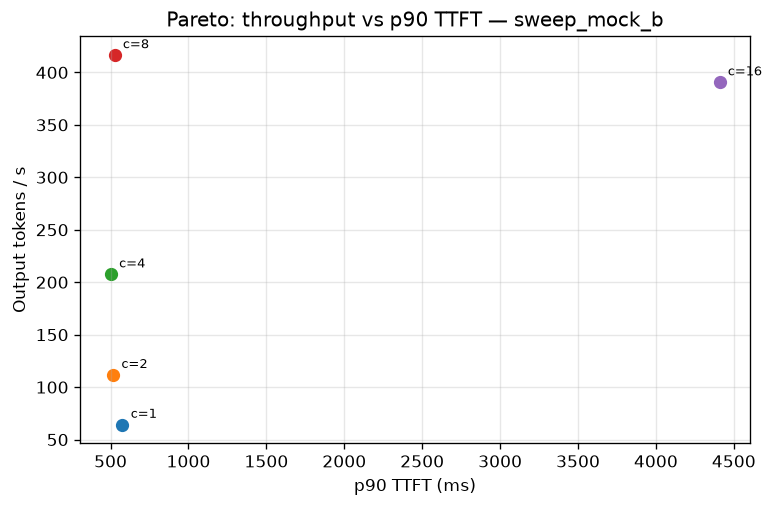 Pareto: throughput vs p90 TTFT — sweep_mock_b
c=8
c=16
400
350
300
250
c=4
200
150
c=2
100
c=1
50
Output tokens / s
500 1000 1500 2000 2500 3000 3500 4000 4500
p90 TTFT (ms)